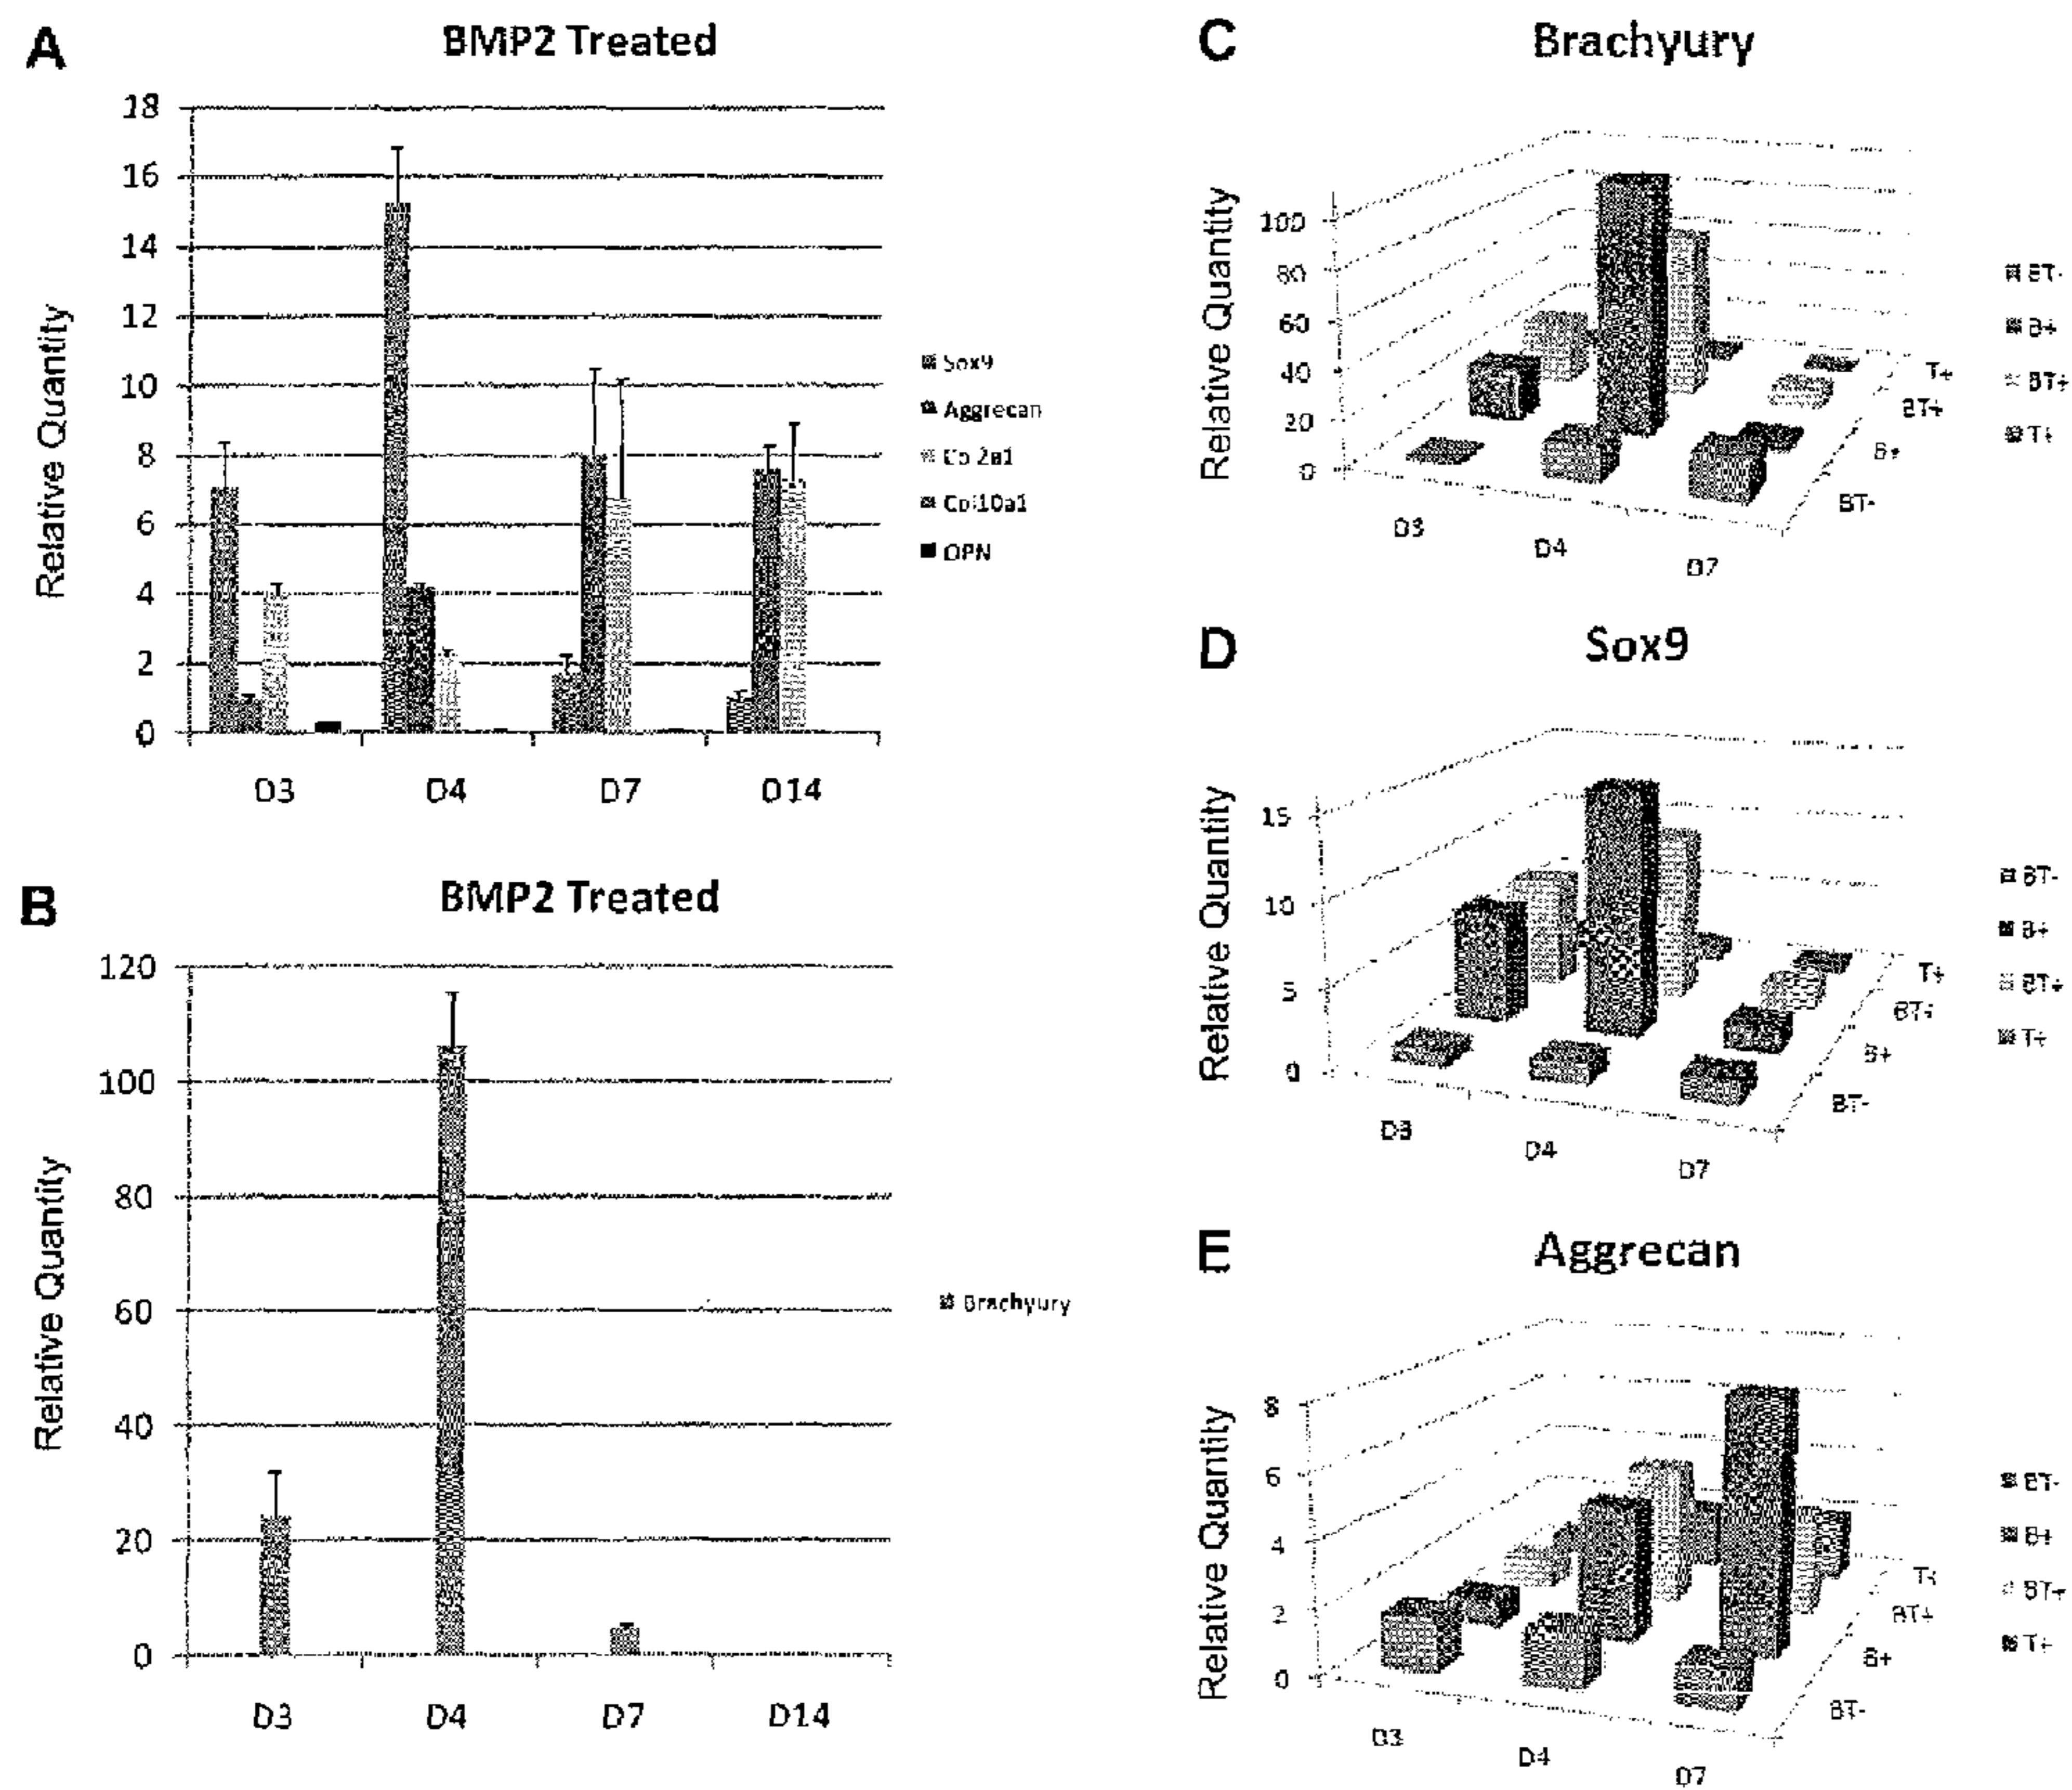 A
BMP2 Treated
Relative Quantity
18
16
14
12
10
8
6
4
2
0
D3
D4
D7
D14
Sox9
Aggrecan
Col10a1
OPN
B
BMP2 Treated
Relative Quantity
120
100
80
60
40
20
0
D3
D4
D7
D14
Brachyury
C
Brachyury
Relative Quantity
100
80
60
40
20
0
D3
D4
D7
T+
BT+
B+
BT-
BT-
B+
BT+
T+
D
Sox9
Relative Quantity
15
10
5
0
D3
D4
D7
T+
BT+
B+
BT-
BT-
B+
BT+
T+
E
Aggrecan
Relative Quantity
8
6
4
2
0
D3
D4
D7
BT+
B+
BT-
BT-
B+
BT+
T+